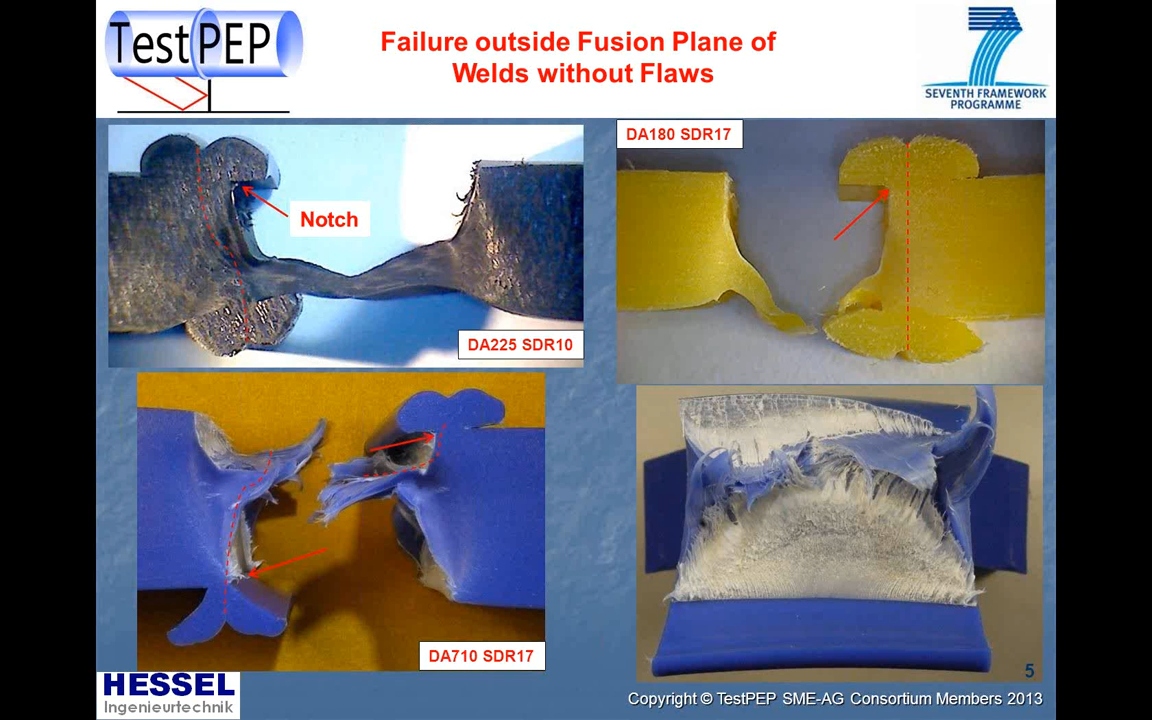 TestPEP
Failure outside Fusion Plane of
Welds without Flaws
7
SEVENTH FRAMEWORK
PROGRAMME
DA180 SDR17
Notch
DA225 SDR10
DA710 SDR17
5
HESSEL
Ingenieurtechnik
Copyright © TestPEP SME-AG Consortium Members 2013